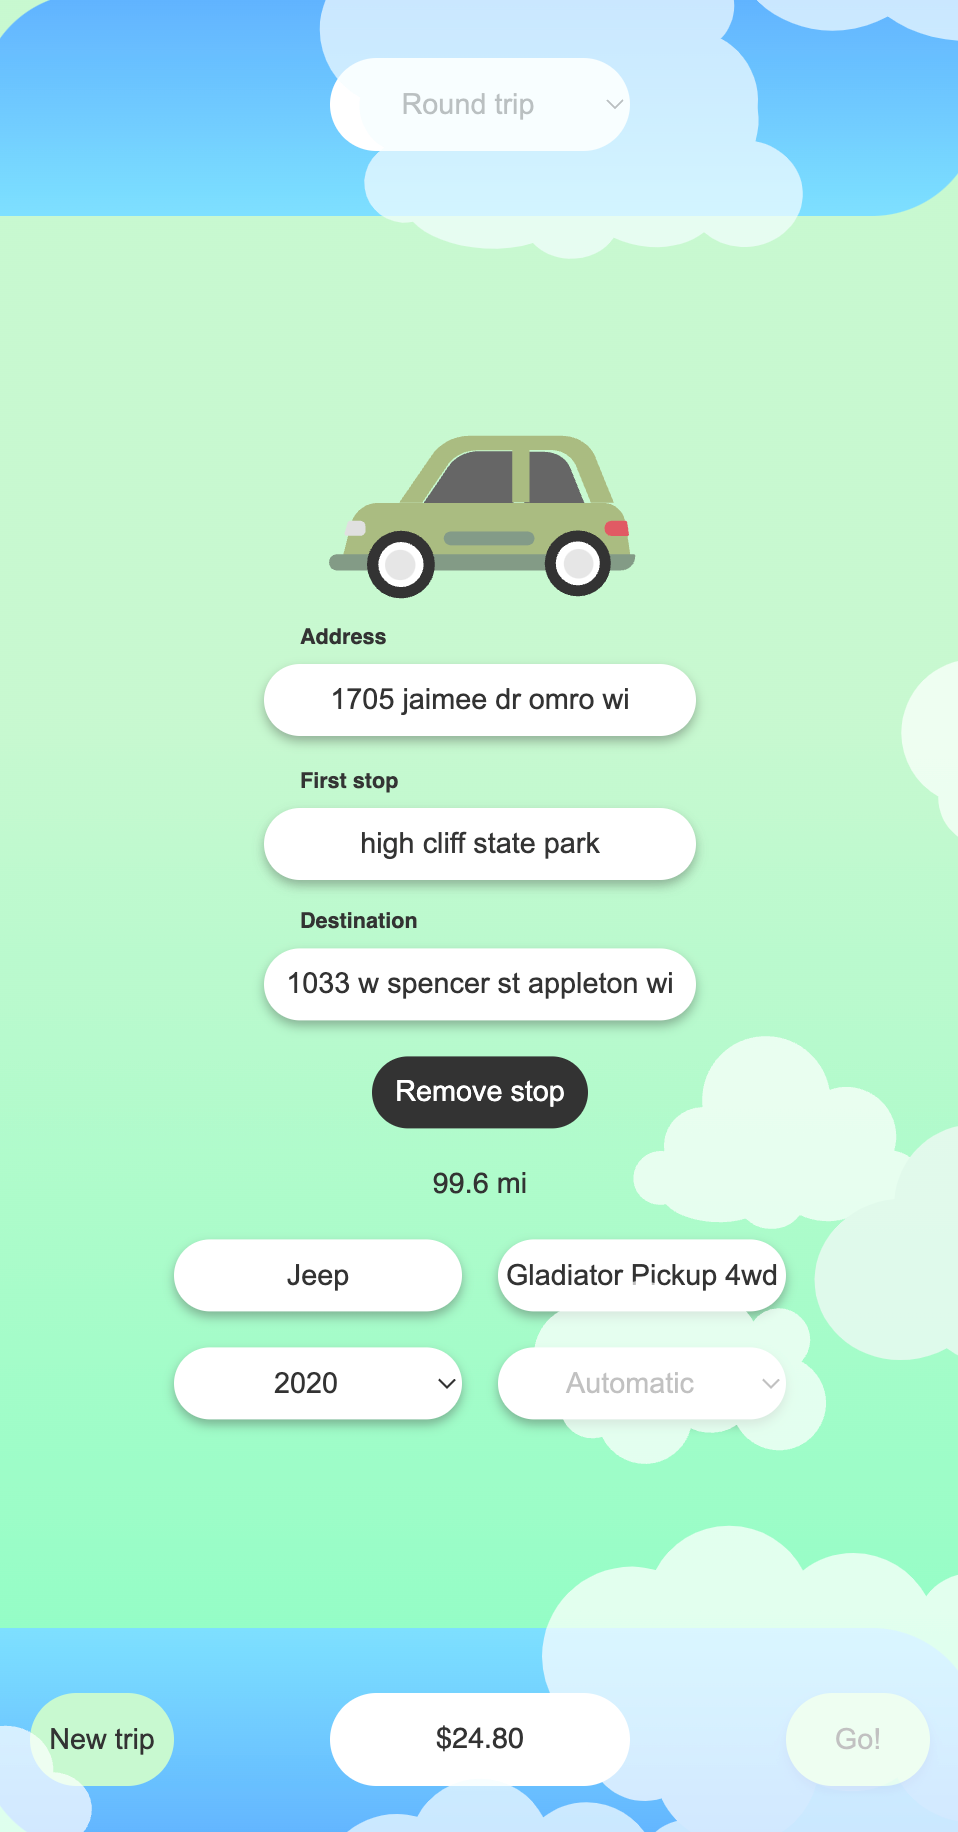 Round trip
Address
1705 jaimee dr omro wi
First stop
high cliff state park
Destination
1033 w spencer st appleton wi
Remove stop
99.6 mi
Jeep
Gladiator Pickup 4wd
2020
Automatic
New trip
$24.80
Go!